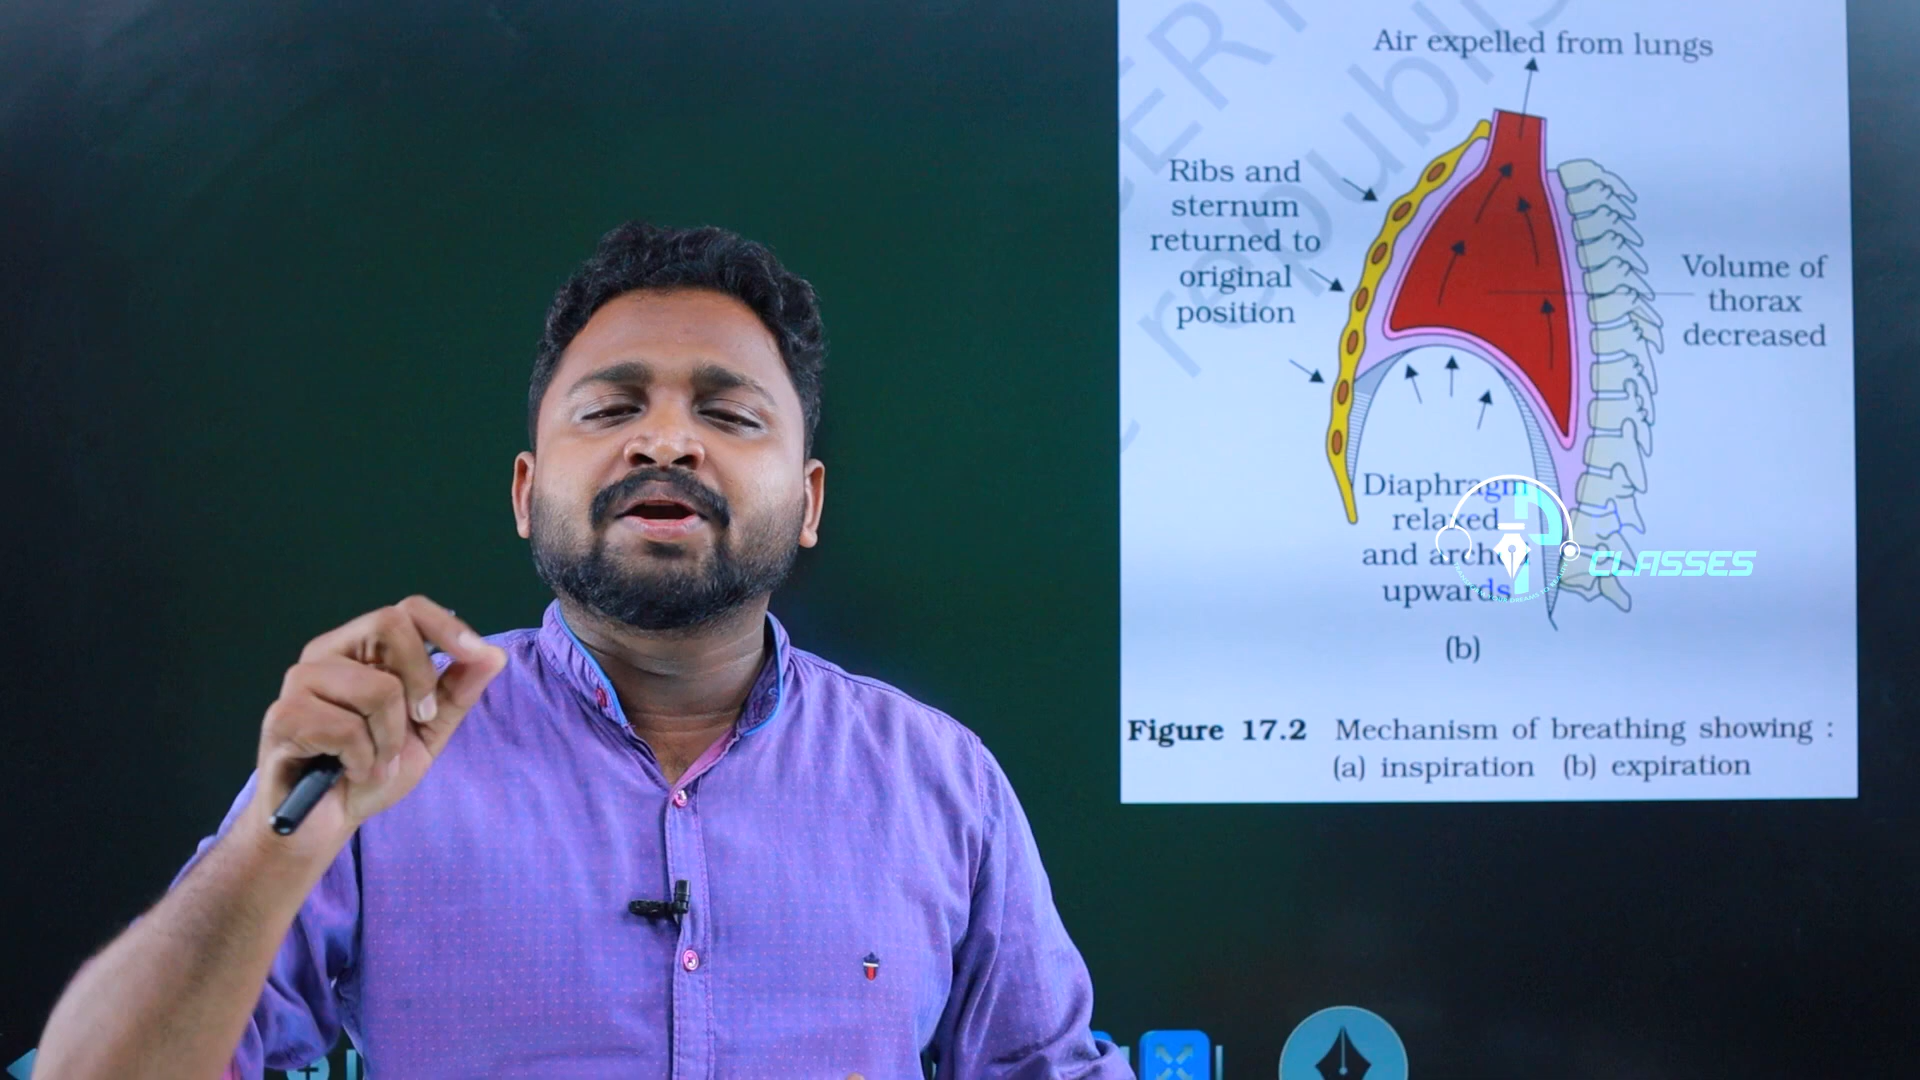 Air expelled from lungs
Ribs and
sternum
returned to
original
position
Volume of
thorax
decreased
Diaphragm
relaxed
and arched
upwards
(b)
CLASSES
Figure 17.2 Mechanism of breathing showing :
(a) inspiration (b) expiration